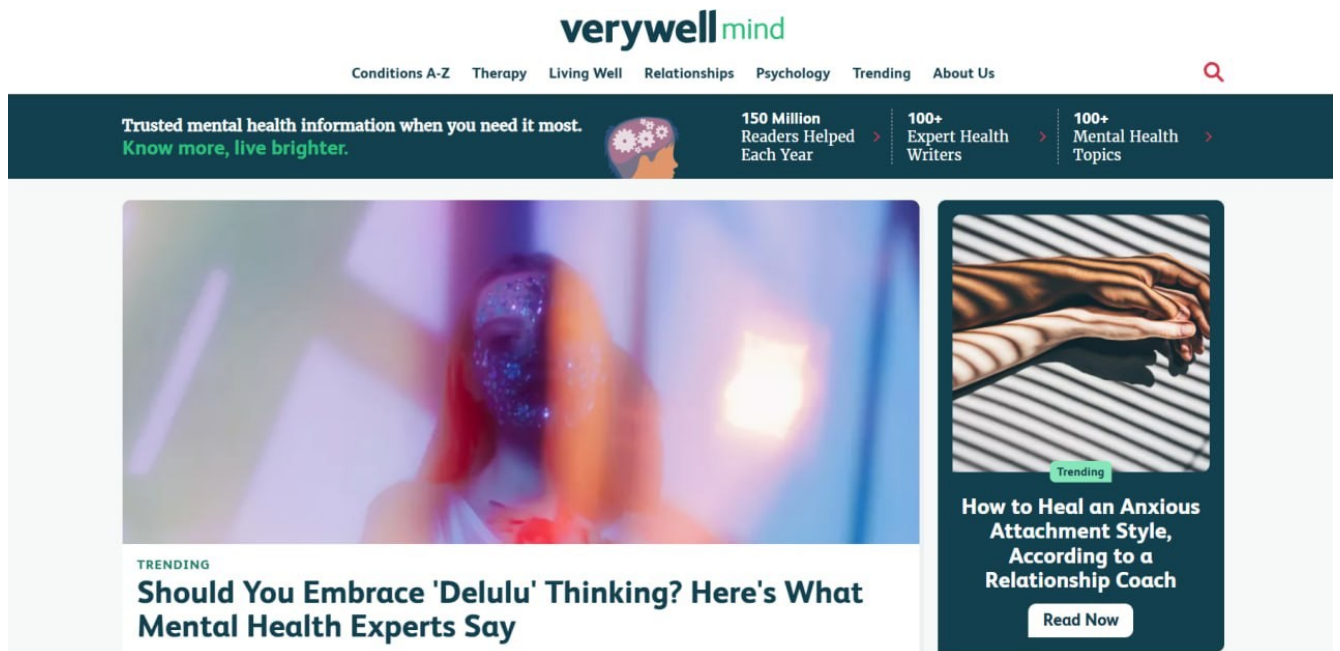 verywell mind
Conditions A-Z Therapy Living Well Relationships Psychology Trending About Us
Trusted mental health information when you need it most.
Know more, live brighter.
150 Million
Readers Helped
Each Year
100+
Expert Health
Writers
100+
Mental Health
Topics
TRENDING
Should You Embrace 'Delulu' Thinking? Here's What
Mental Health Experts Say
Trending
How to Heal an Anxious
Attachment Style,
According to a
Relationship Coach
Read Now